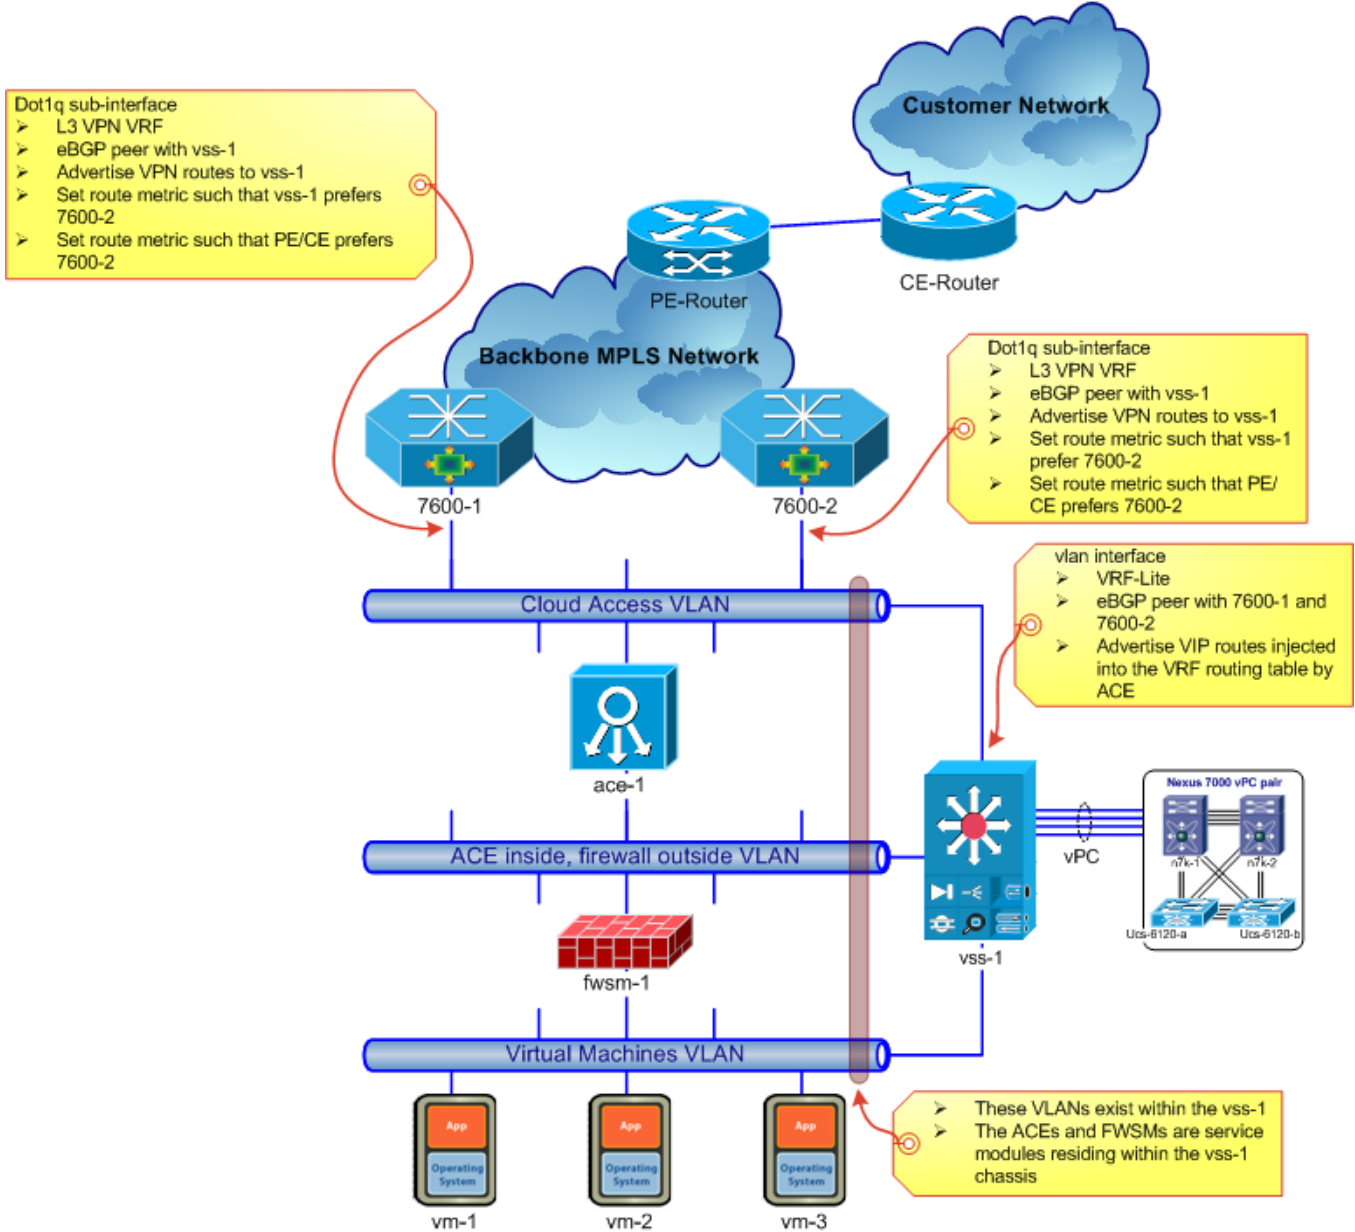 Customer Network
Dot1q sub-interface
➢ L3 VPN VRF
➢ eBGP peer with vss-1
➢ Advertise VPN routes to vss-1
➢ Set route metric such that vss-1 prefers
7600-2
➢ Set route metric such that PE/CE prefers
7600-2
CE-Router
PE-Router
Backbone MPLS Network
Dot1q sub-interface
➢ L3 VPN VRF
➢ eBGP peer with vss-1
➢ Advertise VPN routes to vss-1
➢ Set route metric such that vss-1
prefer 7600-2
➢ Set route metric such that PE/
CE prefers 7600-2
7600-1
7600-2
vlan interface
➢ VRF-Lite
➢ eBGP peer with 7600-1 and
7600-2
➢ Advertise VIP routes injected
into the VRF routing table by
ACE
Cloud Access VLAN
ace-1
Nexus 7000 vPC pair
n7k-1
n7k-2
vPC
ACE inside, firewall outside VLAN
Ucs-6120-a
Ucs-6120-b
vss-1
fwsm-1
Virtual Machines VLAN
➢ These VLANs exist within the vss-1
➢ The ACEs and FWSMs are service
modules residing within the vss-1
chassis
App
Operating
System
App
Operating
System
App
Operating
System
vm-1
vm-2
vm-3